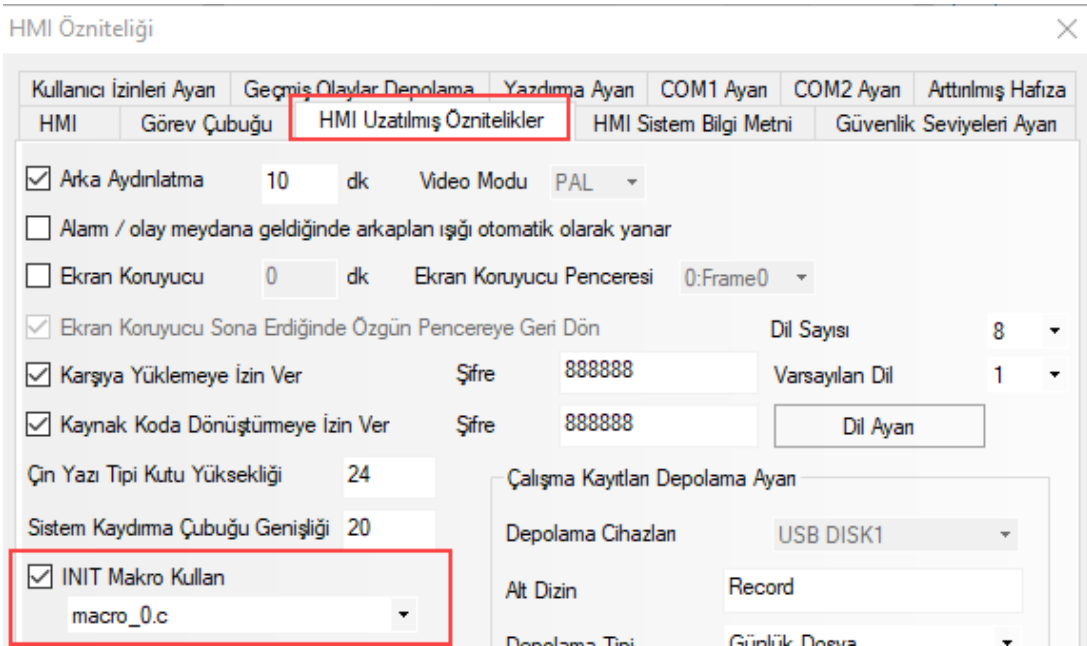 HMI Özniteliği
Kullanıcı İzinleri Ayarı Geçmiş Olaylar Depolama Yazdırma Ayarı COM1 Ayarı COM2 Ayarı Arttırılmış Hafıza
HMI Görev Çubuğu HMI Uzatılmış Öznitelikler HMI Sistem Bilgi Metni Güvenlik Seviyeleri Ayarı
Arka Aydınlatma 10 dk Video Modu PAL
Alarm / olay meydana geldiğinde arkaplan ışığı otomatik olarak yanar
Ekran Koruyucu 0 dk Ekran Koruyucu Penceresi 0:Frame0
Ekran Koruyucu Sona Erdiğinde Özgün Pencereye Geri Dön Dil Sayısı 8
Karşıya Yüklemeye İzin Ver Şifre 888888 Varsayılan Dil 1
Kaynak Koda Dönüştürmeye İzin Ver Şifre 888888 Dil Ayarı
Çin Yazı Tipi Kutu Yüksekliği 24 Çalışma Kayıtları Depolama Ayarı
Sistem Kaydırma Çubuğu Genişliği 20 Depolama Cihazları USB DISK1
INIT Makro Kullan Alt Dizin Record
macro_0.c
Depolama Tipi Günlük Dosya